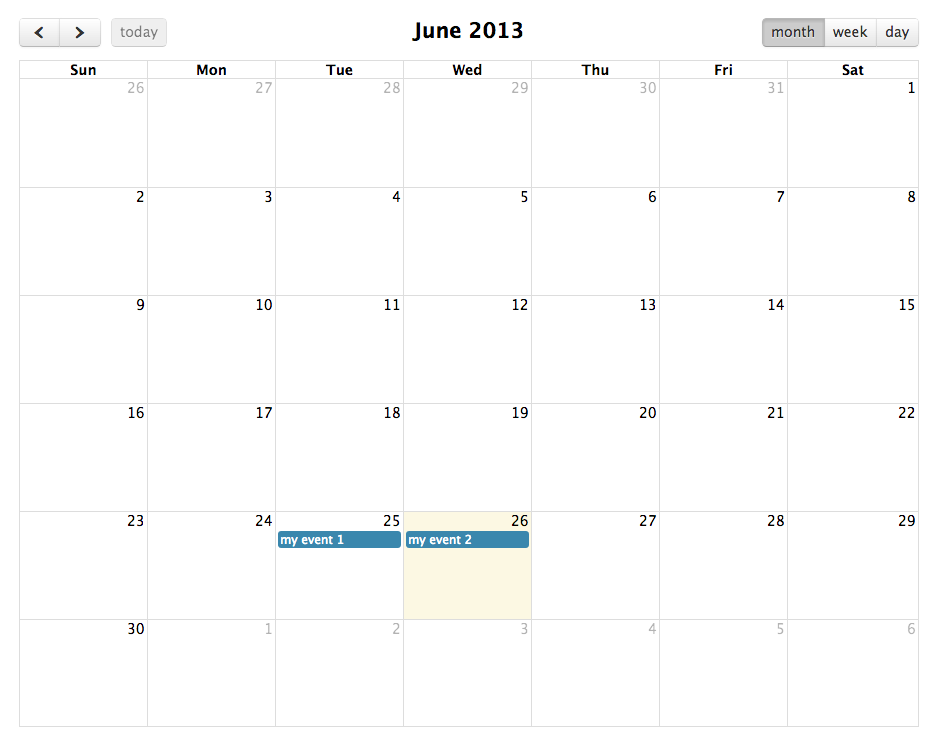 today June 2013 month week day
Sun Mon Tue Wed Thu Fri Sat
26 27 28 29 30 31 1
2 3 4 5 6 7 8
9 10 11 12 13 14 15
16 17 18 19 20 21 22
23 24 25 26 27 28 29
my event 1 my event 2
30 1 2 3 4 5 6